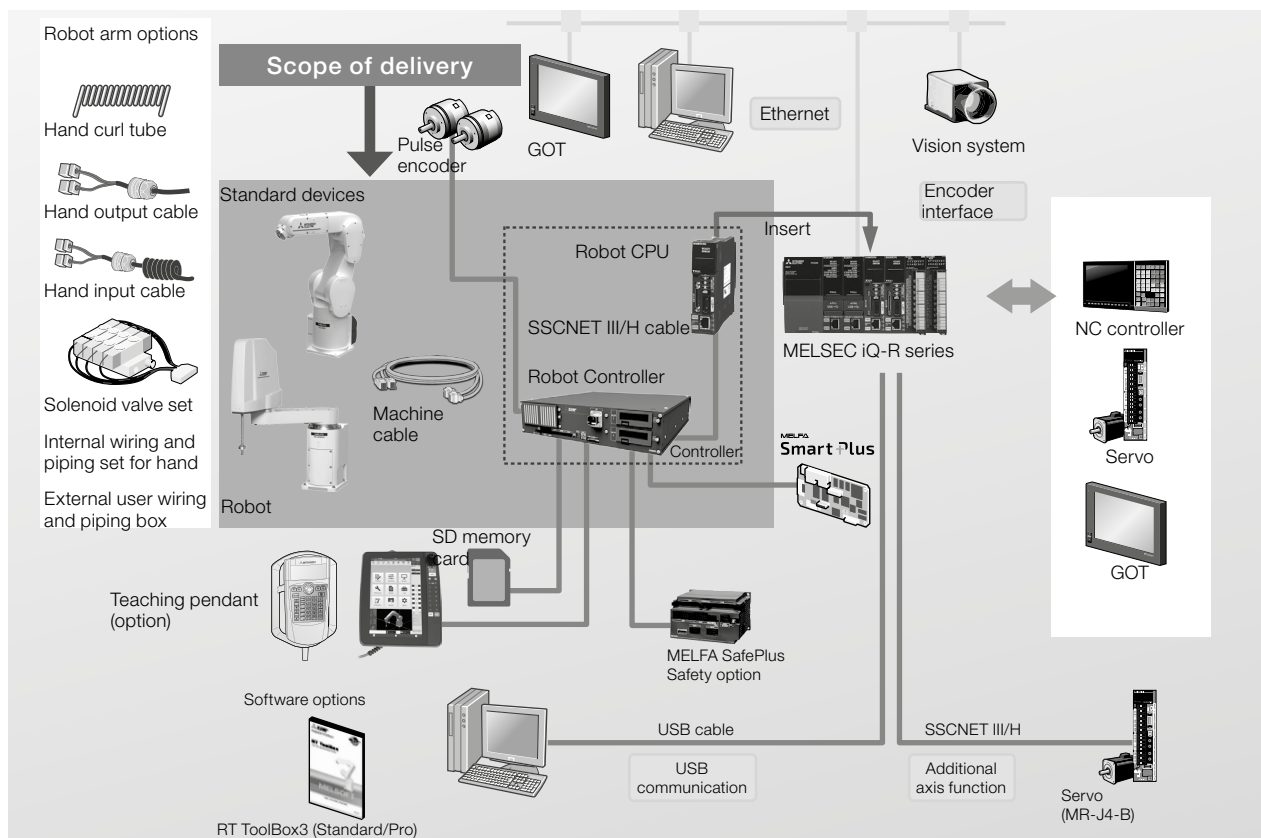 Robot arm options
Hand curl tube
Hand output cable
Hand input cable
Solenoid valve set
Internal wiring and
piping set for hand
External user wiring
and piping box
Scope of delivery
Pulse
encoder
GOT
Ethernet
Vision system
Encoder
interface
Standard devices
Robot CPU
Insert
SSCNET III/H cable
MELSEC iQ-R series
Robot Controller
Machine
cable
Controller
Robot
NC controller
Servo
GOT
MELFA
Smart Plus
SD memory
card
Teaching pendant
(option)
MELFA SafePlus
Safety option
Software options
RT ToolBox3 (Standard/Pro)
USB cable
USB
communication
SSCNET III/H
Additional
axis function
Servo
(MR-J4-B)
RT ToolBox
MELSOFT